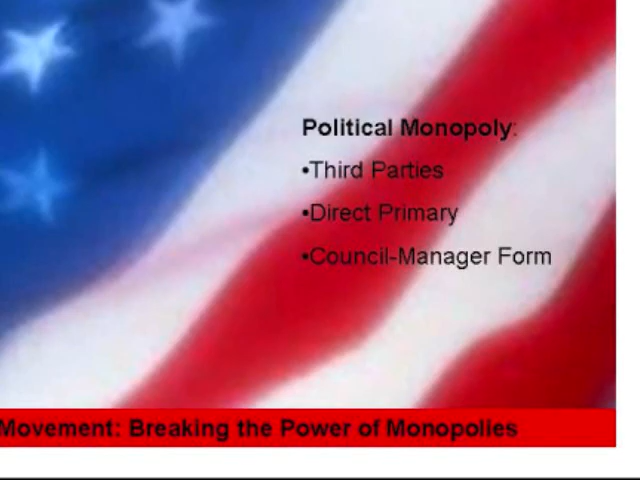 Political Monopoly:
•Third Parties
•Direct Primary
•Council-Manager Form
Movement: Breaking the Power of Monopolies